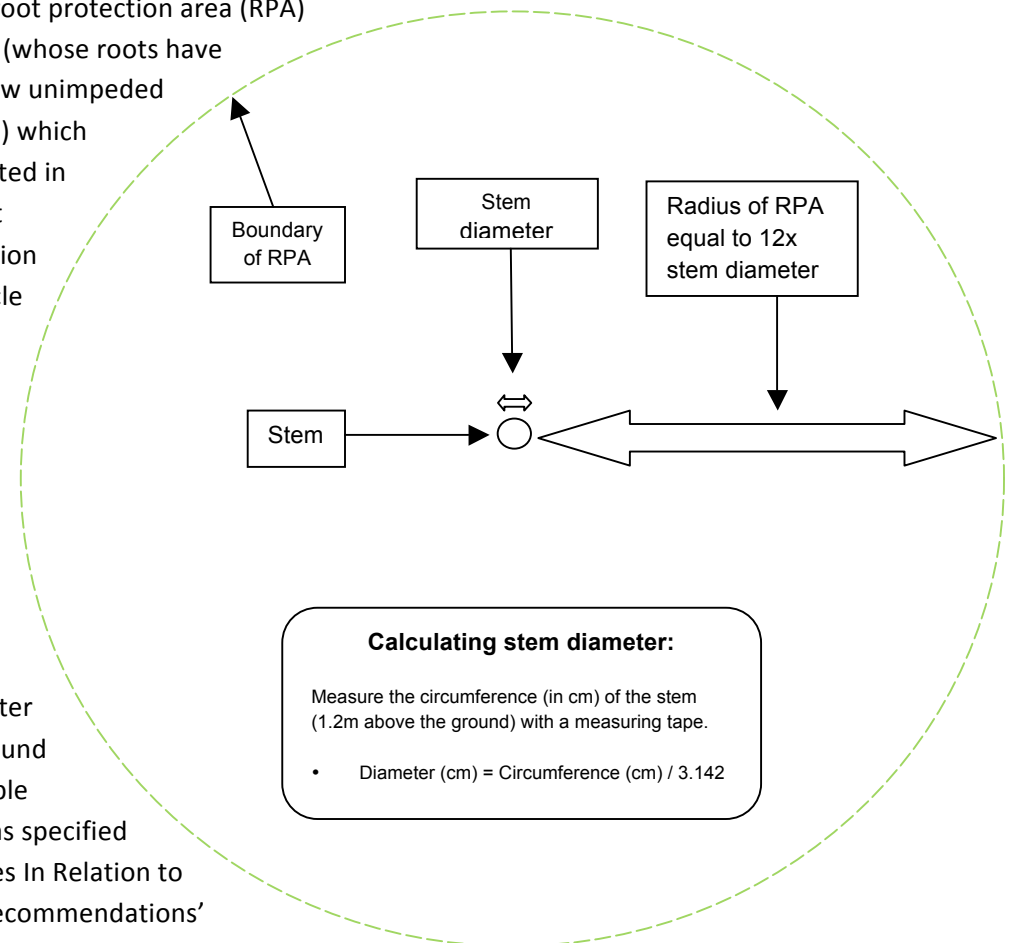 oot protection area (RPA)
(whose roots have
w unimpeded
) which
ted in
t
ion
cle
Boundary
of RPA
Stem
diameter
Radius of RPA
equal to 12x
stem diameter
Stem
Calculating stem diameter:
Measure the circumference (in cm) of the stem
(1.2m above the ground) with a measuring tape.
• Diameter (cm) = Circumference (cm) / 3.142
ter
und
ple
as specified
es In Relation to
ecommendations’